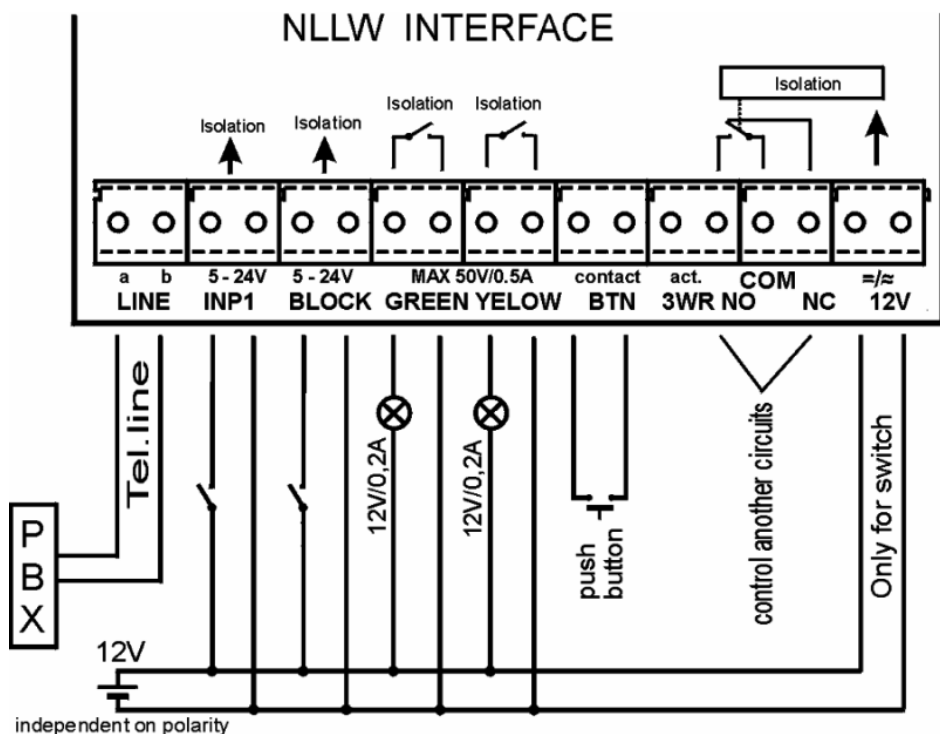 NLLW INTERFACE
Isolation
Isolation
Isolation
Isolation
Isolation
a b 5 - 24V 5 - 24V MAX 50V/0.5A contact act. COM =/≈
LINE INP1 BLOCK GREEN YELOW BTN 3WR NO NC 12V
Tel.line
12V/0,2A
12V/0,2A
push
button
control another circuits
Only for switch
P
B
X
12V
independent on polarity